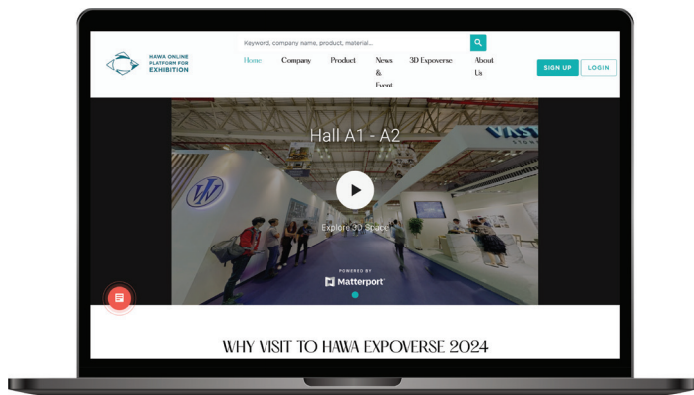 Keyword, company name, product, material...
HAWA ONLINE
PLATFORM FOR
EXHIBITION
Home
Company
Product
News
&
Event
3D Expoverse
About
Us
SIGN UP
LOGIN
Hall A1 - A2
Explore 3D Space
POWERED BY
Matterport
WHY VISIT TO HAWA EXPOVERSE 2024